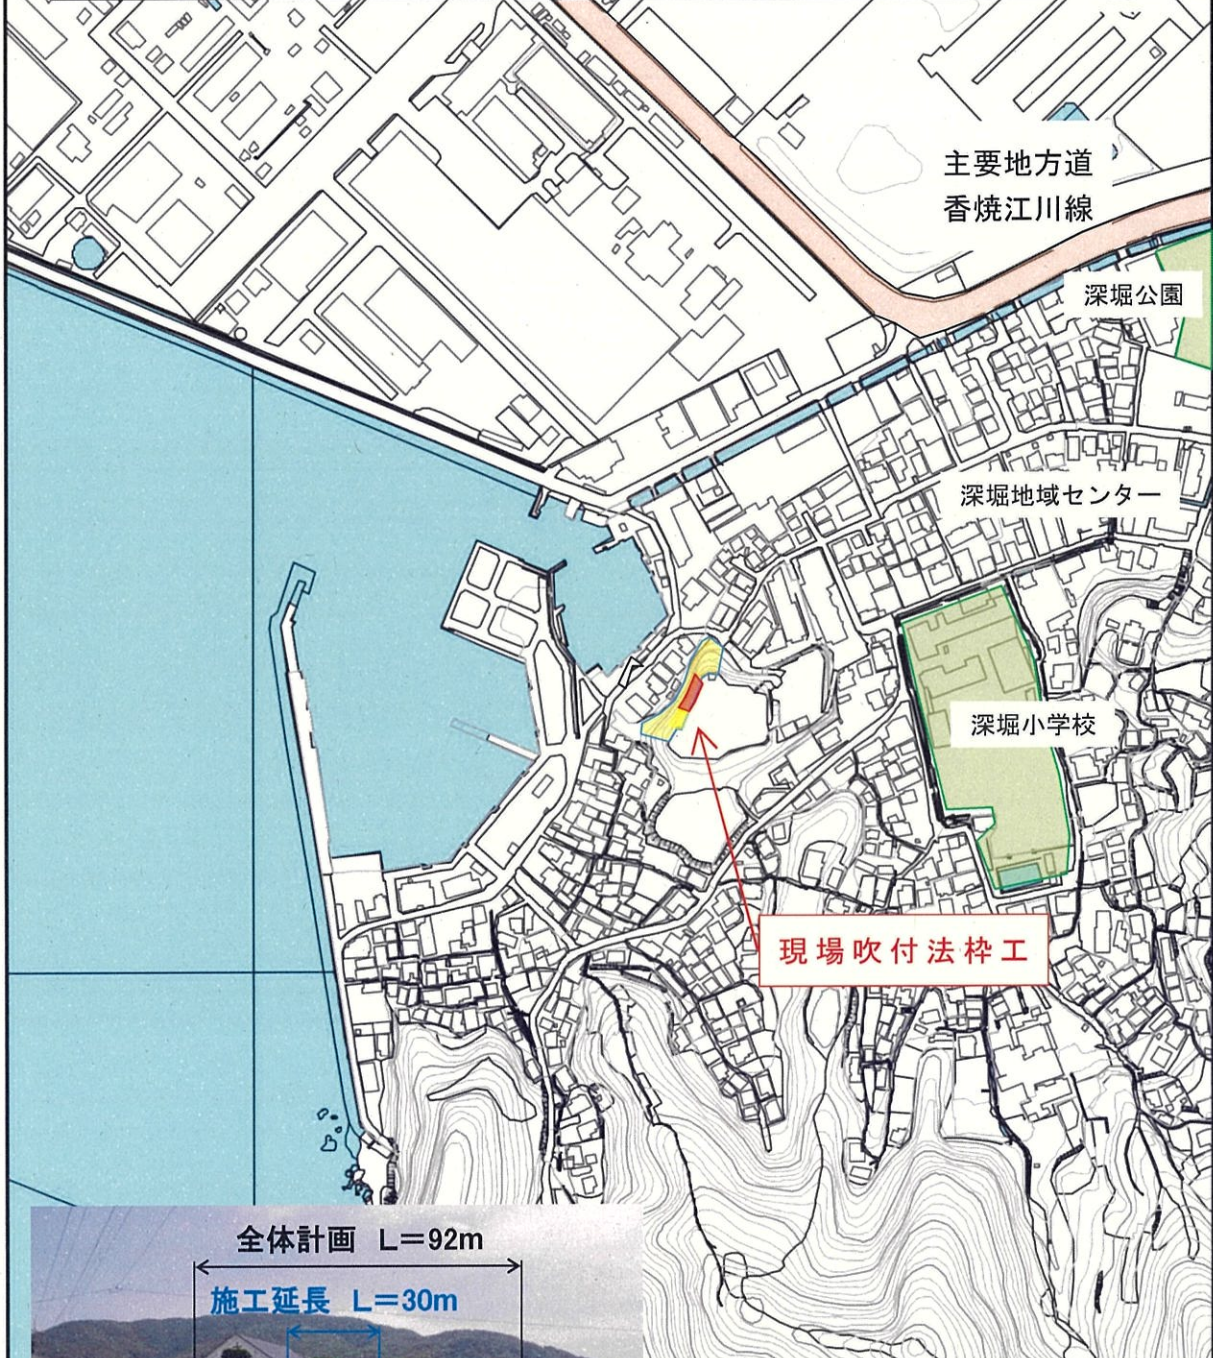 主要地方道
香焼江川線
深堀公園
深堀地域センター
深堀小学校
現場吹付法枠工
全体計画 L=92m
施工延長 L=30m